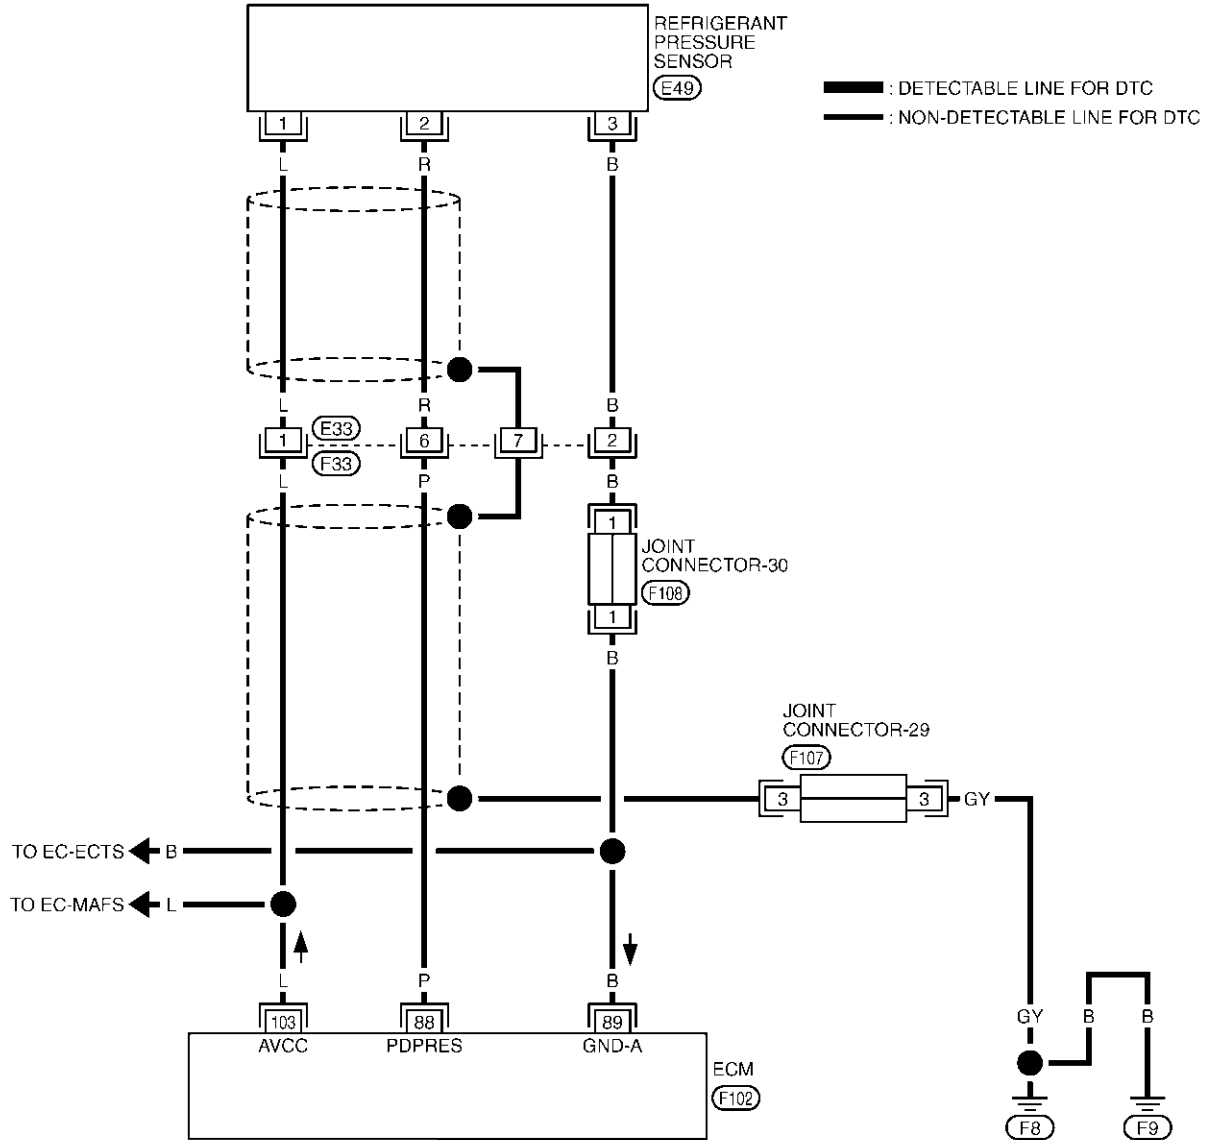 REFRIGERANT
PRESSURE
SENSOR
E49
: DETECTABLE LINE FOR DTC
: NON-DETECTABLE LINE FOR DTC
1 2 3
L R B
L R B
E33
1 6 7 2
F33
L P B
1
JOINT
CONNECTOR-30
F108
1
B
JOINT
CONNECTOR-29
F107
3 3 GY
TO EC-ECTS B
TO EC-MAFS L
L P B
103 88 89
AVCC PDPRES GND-A
GY B B
ECM
F102
F8 F9